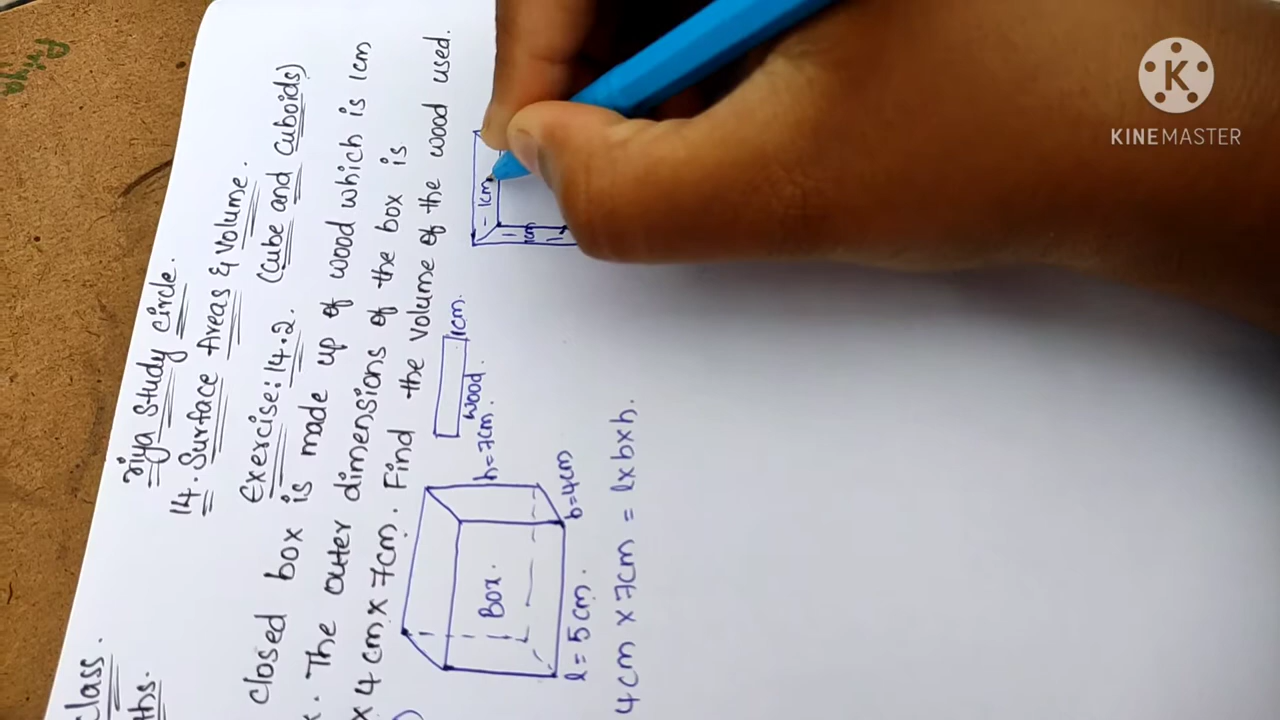 class
ths.
riya study circle.
14. Surface Areas & Volume.
Exercise: 14.2. (Cube and Cuboids)
closed box is made up of wood which is 1cm
. The outer dimensions of the box is
x 4cm x 7cm. Find the volume of the wood used.
Box.
h=7cm.
b=4cm
l = 5cm.
wood
1cm.
1cm
1cm
4cm x 7cm = l x b x h.
KINEMASTER